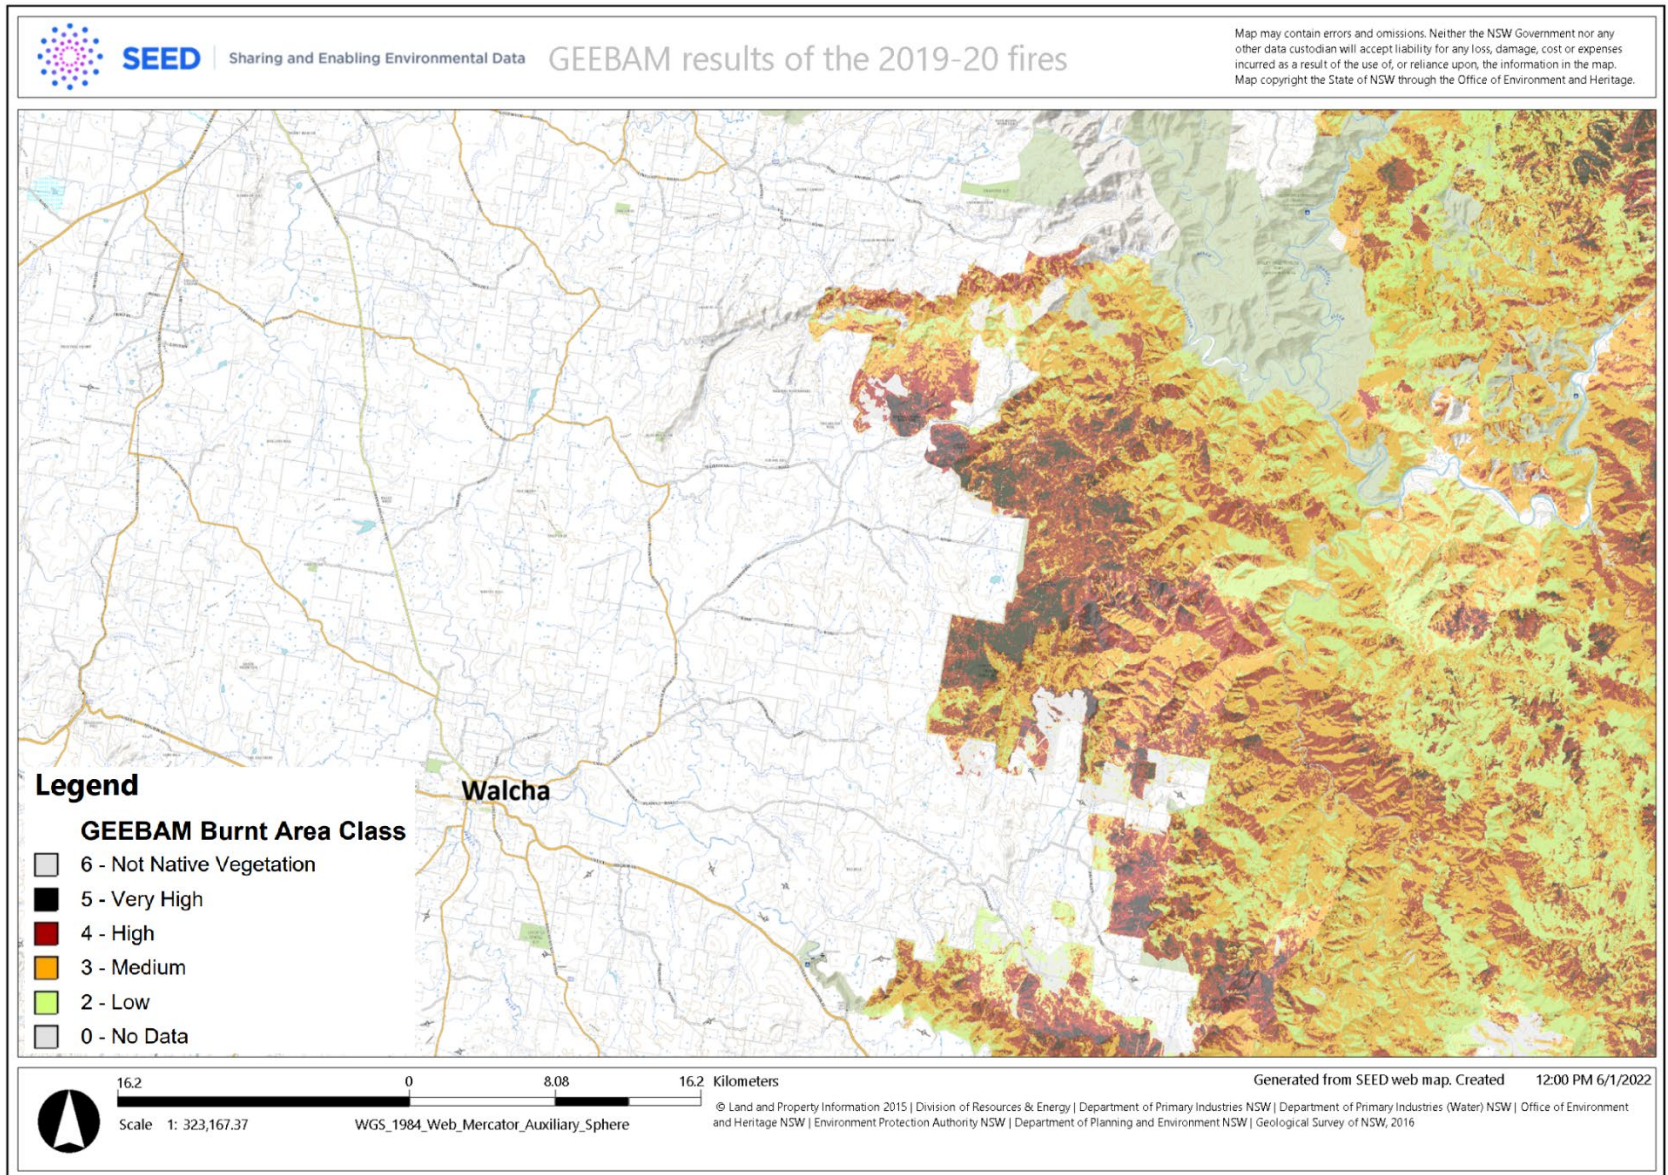 SEED
Sharing and Enabling Environmental Data
GEEBAM results of the 2019-20 fires
Map may contain errors and omissions. Neither the NSW Government nor any
other data custodian will accept liability for any loss, damage, cost or expenses
incurred as a result of the use of, or reliance upon, the information in the map.
Map copyright the State of NSW through the Office of Environment and Heritage.
Walcha
Legend
GEEBAM Burnt Area Class
6 - Not Native Vegetation
5 - Very High
4 - High
3 - Medium
2 - Low
0 - No Data
16.2 0 8.08 16.2 Kilometers
Scale 1: 323,167.37
WGS_1984_Web_Mercator_Auxiliary_Sphere
Generated from SEED web map. Created 12:00 PM 6/1/2022
© Land and Property Information 2015 | Division of Resources & Energy | Department of Primary Industries NSW | Department of Primary Industries (Water) NSW | Office of Environment
and Heritage NSW | Environment Protection Authority NSW | Department of Planning and Environment NSW | Geological Survey of NSW, 2016